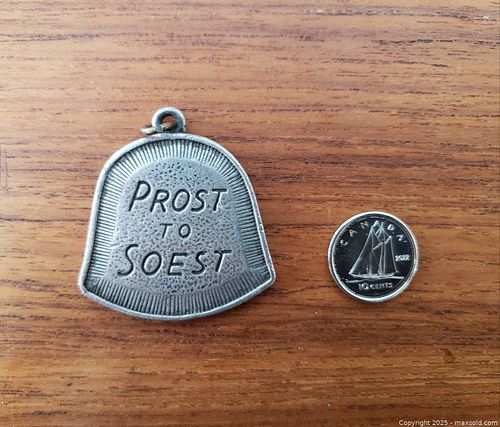 PROST
TO
SOEST
CANADA
2022
10 CENTS
Copyright 2025 - maxsold.com